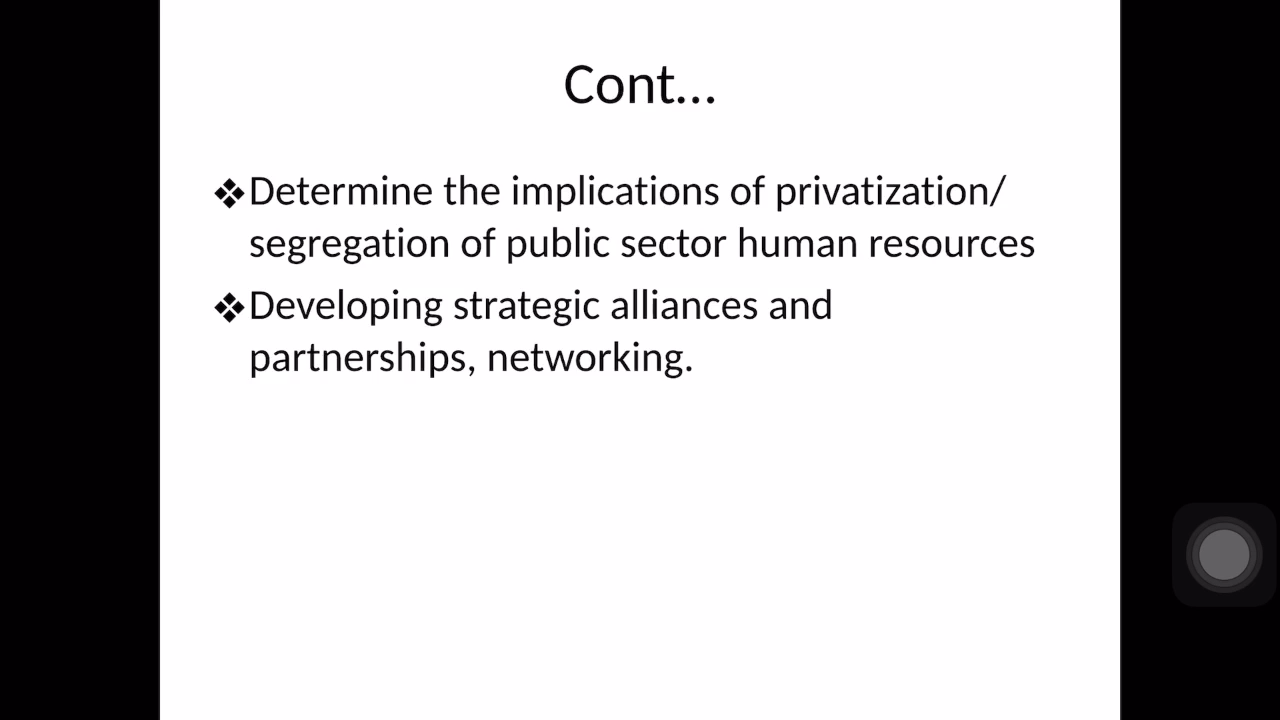 Cont...
❖Determine the implications of privatization/
segregation of public sector human resources
❖Developing strategic alliances and
partnerships, networking.